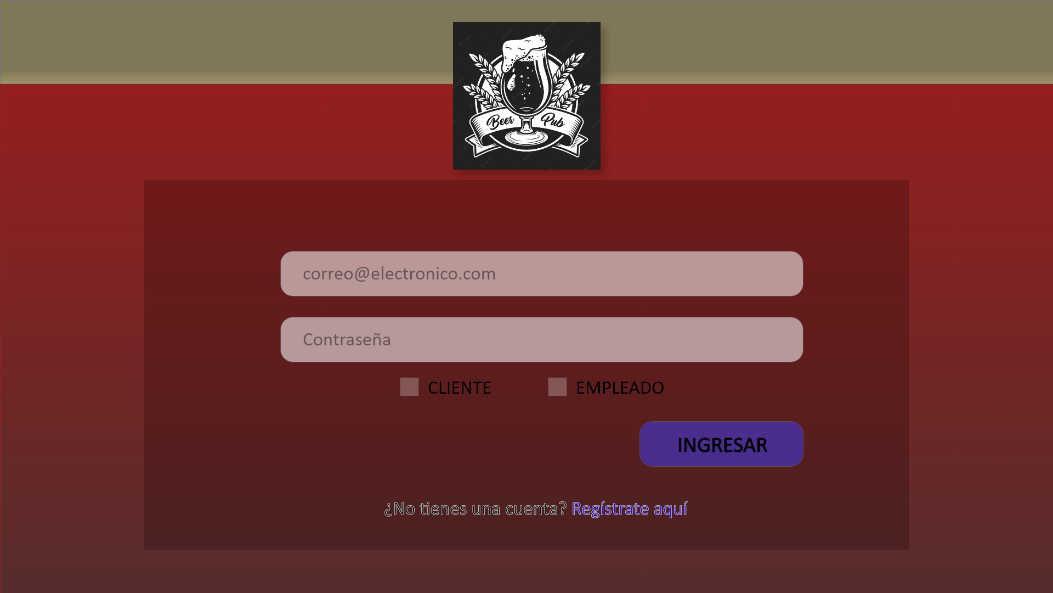 Beer Pub
correo@electronico.com
Contraseña
CLIENTE EMPLEADO
INGRESAR
¿No tienes una cuenta? Regístrate aquí